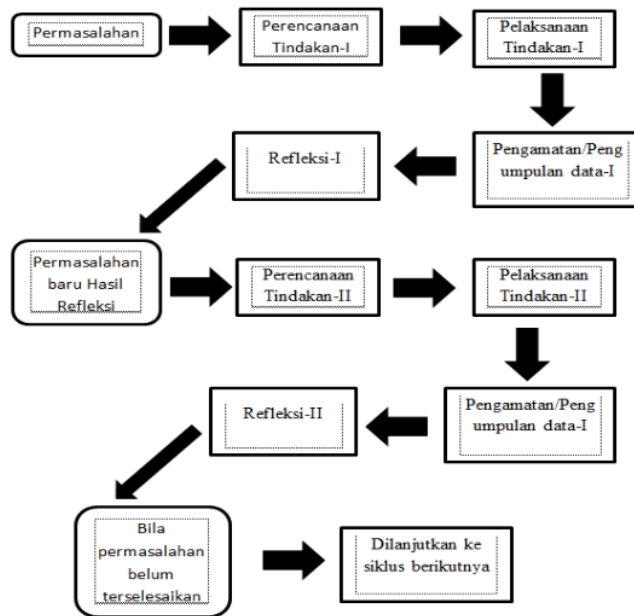 Permasalahan
Perencanaan
Tindakan-I
Pelaksanaan
Tindakan-I
Pengamatan/Peng
umpulan data-I
Refleksi-I
Permasalahan
baru Hasil
Refleksi
Perencanaan
Tindakan-II
Pelaksanaan
Tindakan-II
Pengamatan/Peng
umpulan data-I
Refleksi-II
Bila
permasalahan
belum
terselesaikan
Dilanjutkan ke
siklus berikutnya